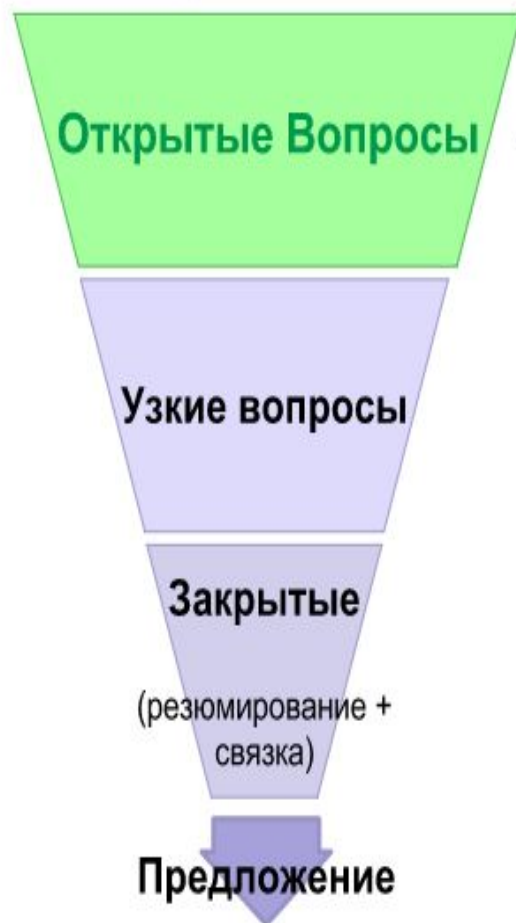 Открытые Вопросы
Узкие вопросы
Закрытые
(резюмирование +
связка)
Предложение